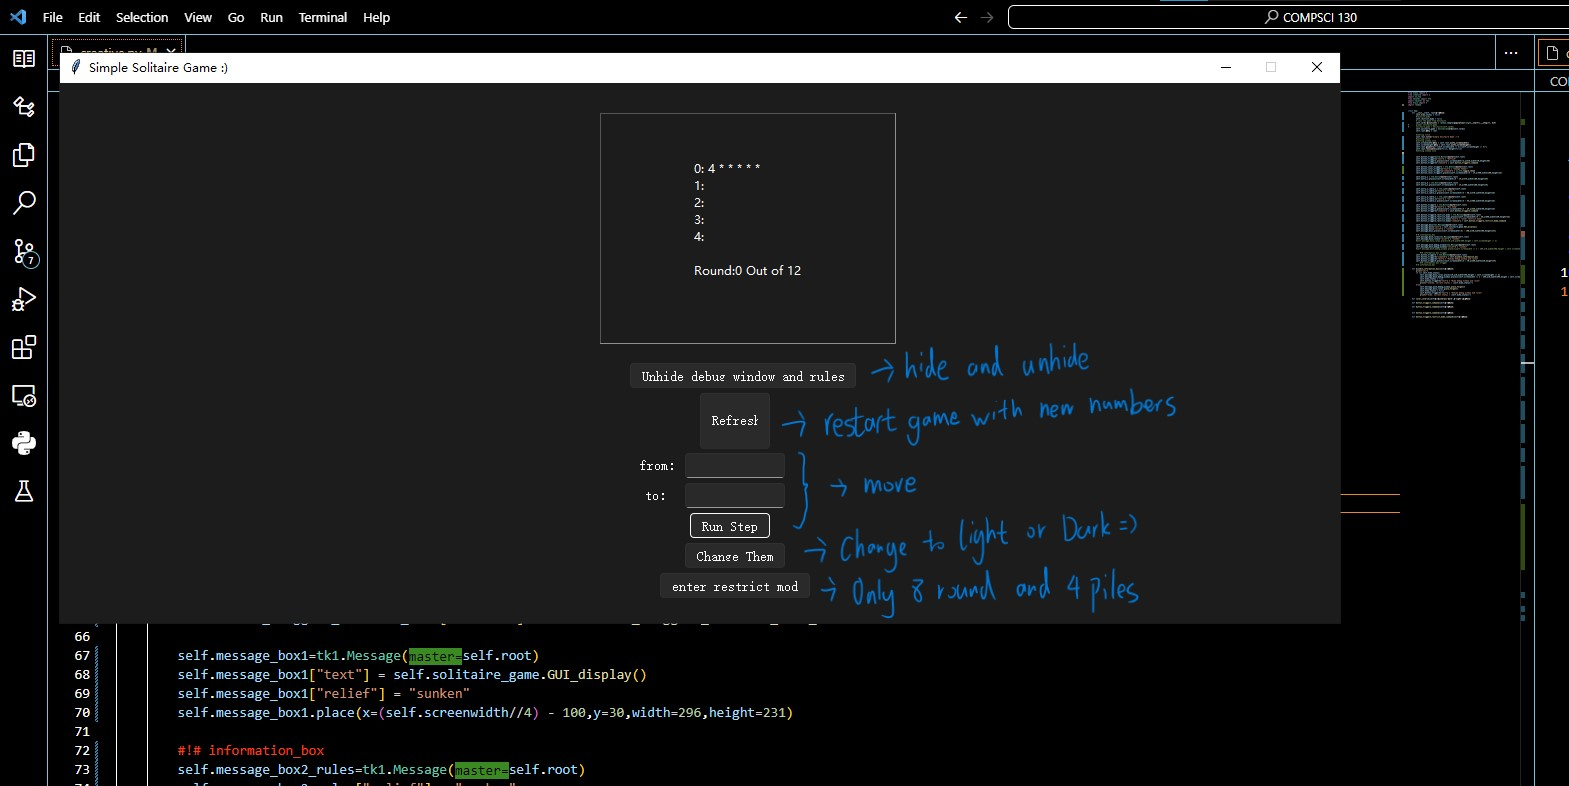 File Edit Selection View Go Run Terminal Help
COMPSCI 130
Simple Solitaire Game :)
0: 4 * * * * *
1:
2:
3:
4:
Round:0 Out of 12
Unhide debug window and rules → hide and unhide
Refresh → restart game with new numbers
from:
to:
→ move
Run Step
Change Them → Change to light or Dark =)
enter restrict mod → Only 8 round and 4 piles
7
66
67 self.message_box1=tk1.Message(master=self.root)
68 self.message_box1["text"] = self.solitaire_game.GUI_display()
69 self.message_box1["relief"] = "sunken"
70 self.message_box1.place(x=(self.screenwidth//4) - 100,y=30,width=296,height=231)
71
72 #!# information_box
73 self.message_box2_rules=tk1.Message(master=self.root)